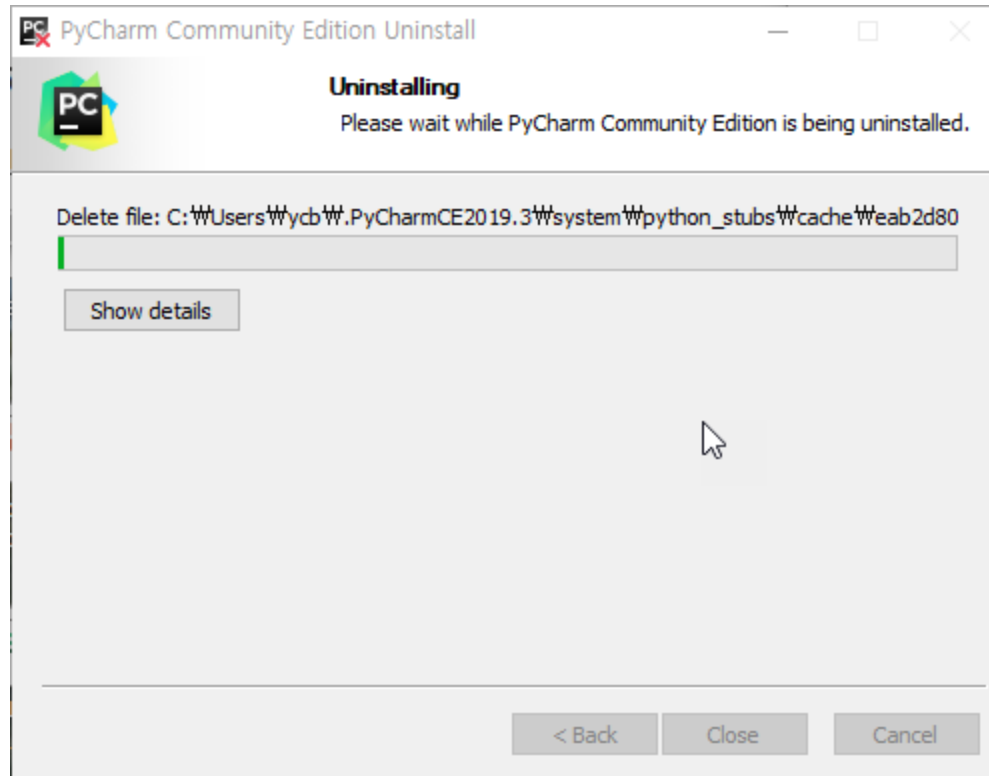 PyCharm Community Edition Uninstall
PC
Uninstalling
Please wait while PyCharm Community Edition is being uninstalled.
Delete file: C:₩Users₩ycb₩.PyCharmCE2019.3₩system₩python_stubs₩cache₩eab2d80
Show details
< Back
Close
Cancel